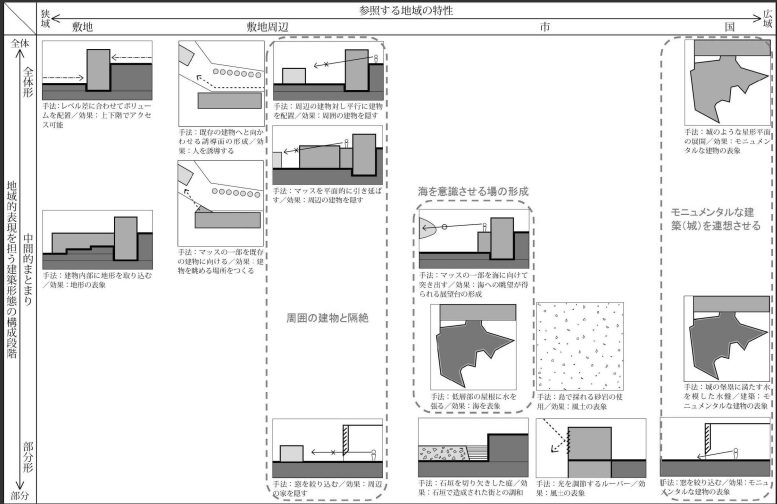 参照する地域の特性
狭域
広域
敷地
敷地周辺
市
国
全体
全体形
地域的表現を担う建築形態の構成段階
中間的まとまり
部分形
部分
手法：レベル差に合わせてボリュー
ムを配置／効果：上下階でアクセ
ス可能
手法：既存の建物へと向か
わせる誘導面の形成／効
果：人を誘導する
手法：周辺の建物対し平行に建物
を配置／効果：周囲の建物を隠す
手法：城のような星形平面
の展開／効果：モニュメン
タルな建物の表象
手法：マッスを平面的に引き延ば
す／効果：周辺の建物を隠す
海を意識させる場の形成
モニュメンタルな建
築（城）を連想させる
手法：マッスの一部を既存
の建物に向ける／効果：建
物を眺める場所をつくる
手法：建物内部に地形を取り込む
／効果：地形の表象
手法：マッスの一部を海に向けて
突き出す／効果：海への眺望が得
られる展望台の形成
周囲の建物と隔絶
手法：低層部の屋根に水を
張る／効果：海を表象
手法：島で採れる砂岩の使
用／効果：風土の表象
手法：城の堡塁に満たす水
を模した水盤／建築：モ
ニュメンタルな建物の表象
手法：窓を絞り込む／効果：周辺
の家を隠す
手法：石垣を切り欠きした庭／効
果：石垣で造成された街との調和
手法：光を調節するルーバー／効
果：風土の表象
手法：窓を絞り込む／効果：モニュ
メンタルな建物の表象